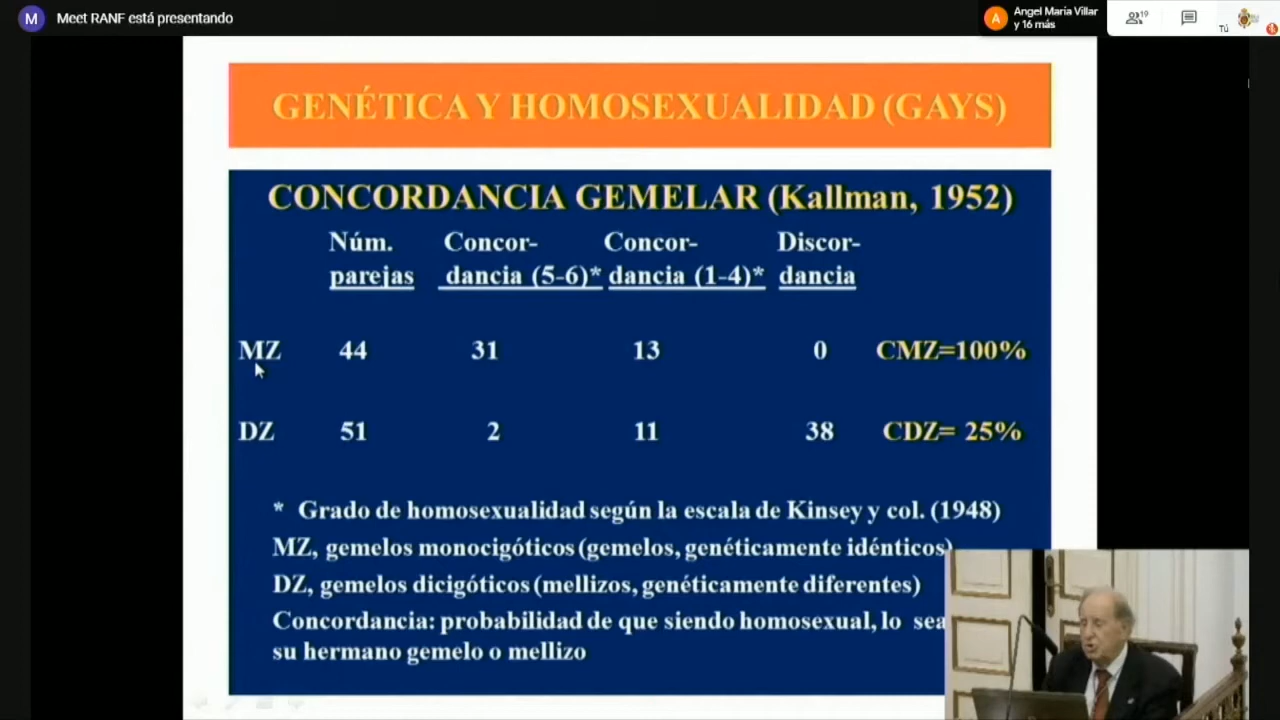 M Meet RANF está presentando
A Angel María Villar
y 16 más
19
Tú
GENÉTICA Y HOMOSEXUALIDAD (GAYS)
CONCORDANCIA GEMELAR (Kallman, 1952)
Núm. Concor- Concor- Discor-
parejas dancia (5-6)* dancia (1-4)* dancia
MZ 44 31 13 0 CMZ=100%
DZ 51 2 11 38 CDZ= 25%
* Grado de homosexualidad según la escala de Kinsey y col. (1948)
MZ, gemelos monocigóticos (gemelos, genéticamente idénticos)
DZ, gemelos dicigóticos (mellizos, genéticamente diferentes)
Concordancia: probabilidad de que siendo homosexual, lo sea
su hermano gemelo o mellizo